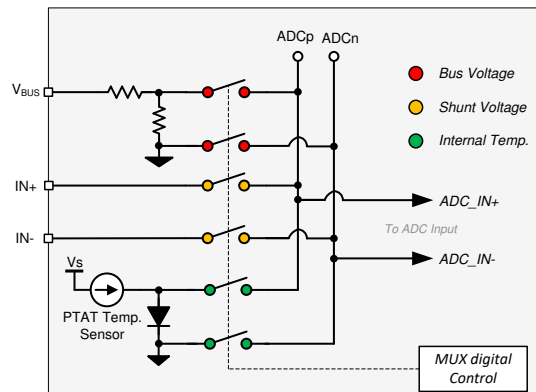 ADCp ADCn
VBUS
Bus Voltage
Shunt Voltage
Internal Temp.
IN+
ADC_IN+
To ADC Input
IN-
ADC_IN-
Vs
PTAT Temp.
Sensor
MUX digital
Control